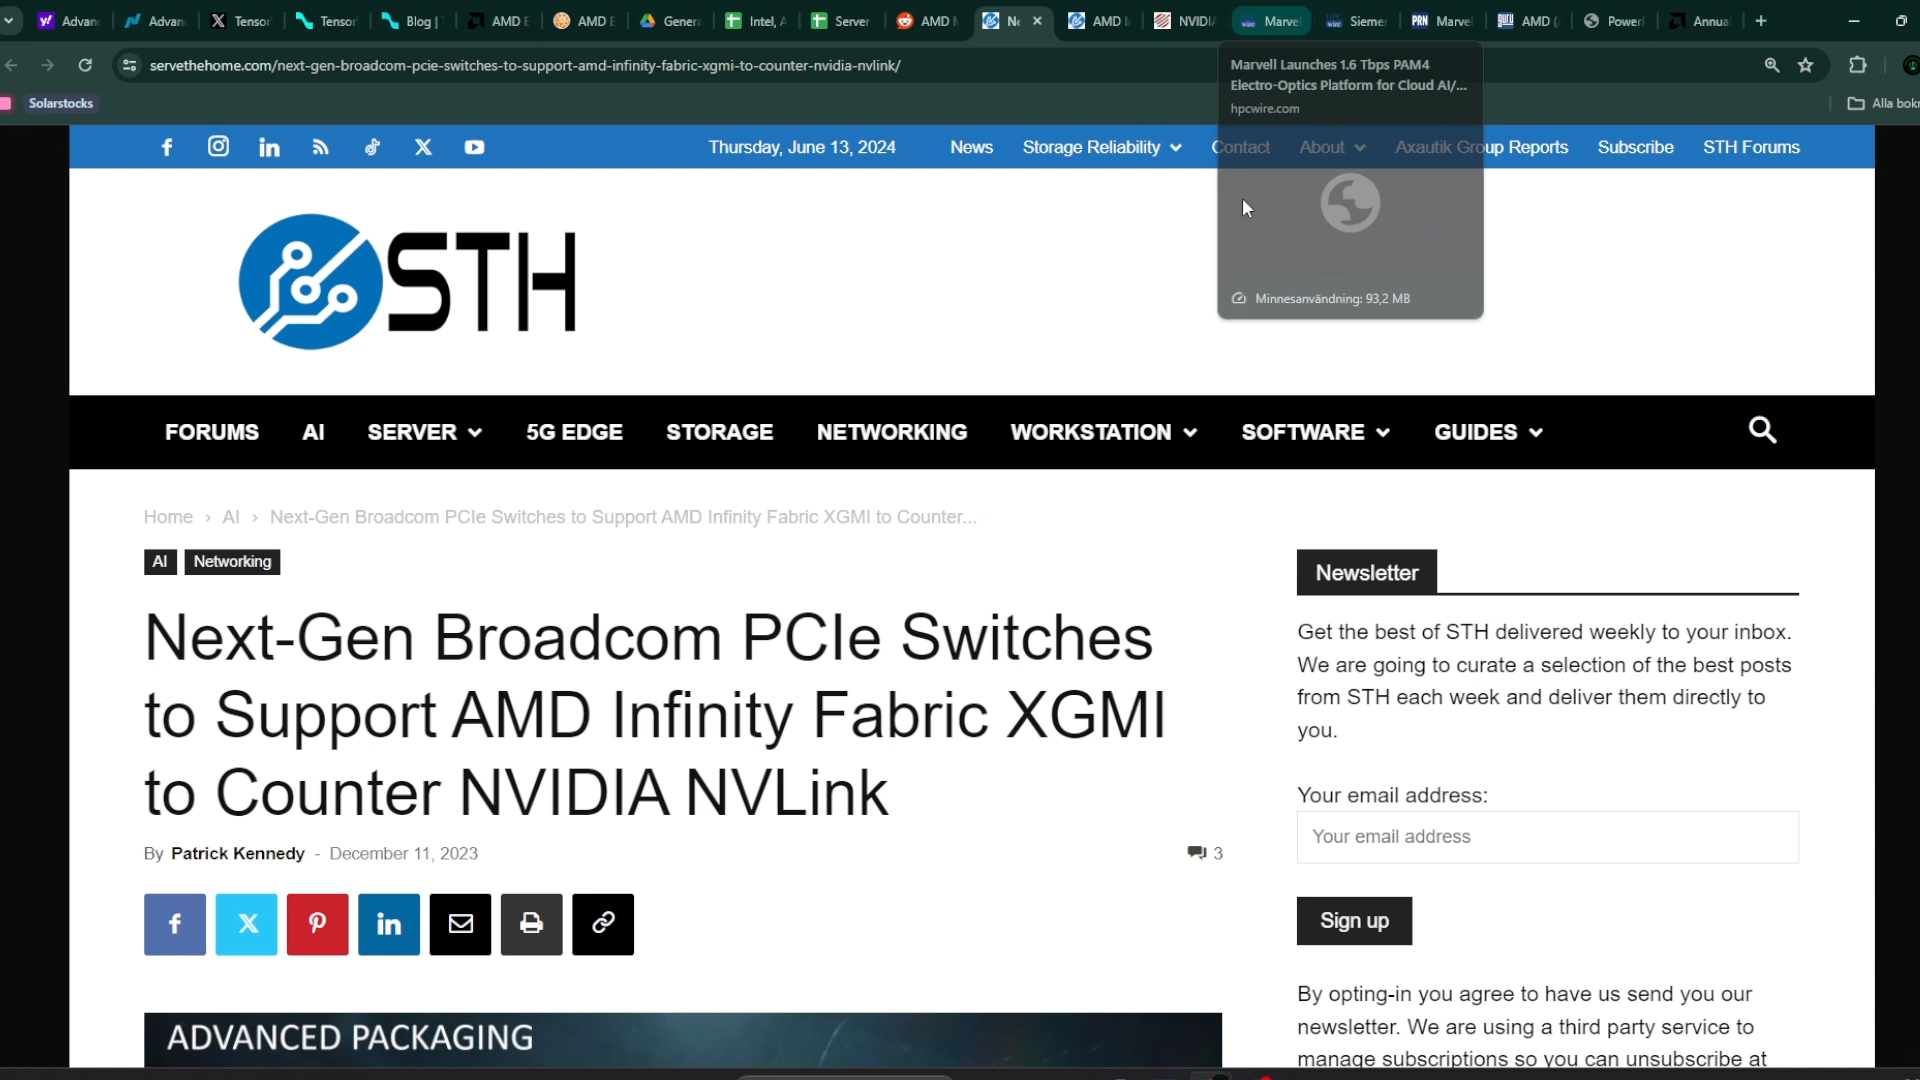 Advan
Advan
Tensor
Tensor
Blog |
AMD E
AMD E
Genera
Intel, A
Server
AMD
Ne
AMD I
NVIDI
Marvel
Sieme
Marvel
AMD (
Power
Annua
servethehome.com/next-gen-broadcom-pcie-switches-to-support-amd-infinity-fabric-xgmi-to-counter-nvidia-nvlink/
Marvell Launches 1.6 Tbps PAM4
Electro-Optics Platform for Cloud AI/...
hpcwire.com
Minnesanvändning: 93,2 MB
Solarstocks
Alla bokr
Thursday, June 13, 2024
News
Storage Reliability
Contact
About
Axautik Group Reports
Subscribe
STH Forums
STH
FORUMS
AI
SERVER
5G EDGE
STORAGE
NETWORKING
WORKSTATION
SOFTWARE
GUIDES
Home › AI › Next-Gen Broadcom PCIe Switches to Support AMD Infinity Fabric XGMI to Counter...
AI
Networking
Next-Gen Broadcom PCIe Switches
to Support AMD Infinity Fabric XGMI
to Counter NVIDIA NVLink
By Patrick Kennedy - December 11, 2023
3
ADVANCED PACKAGING
Newsletter
Get the best of STH delivered weekly to your inbox.
We are going to curate a selection of the best posts
from STH each week and deliver them directly to
you.
Your email address:
Your email address
Sign up
By opting-in you agree to have us send you our
newsletter. We are using a third party service to
manage subscriptions so you can unsubscribe at